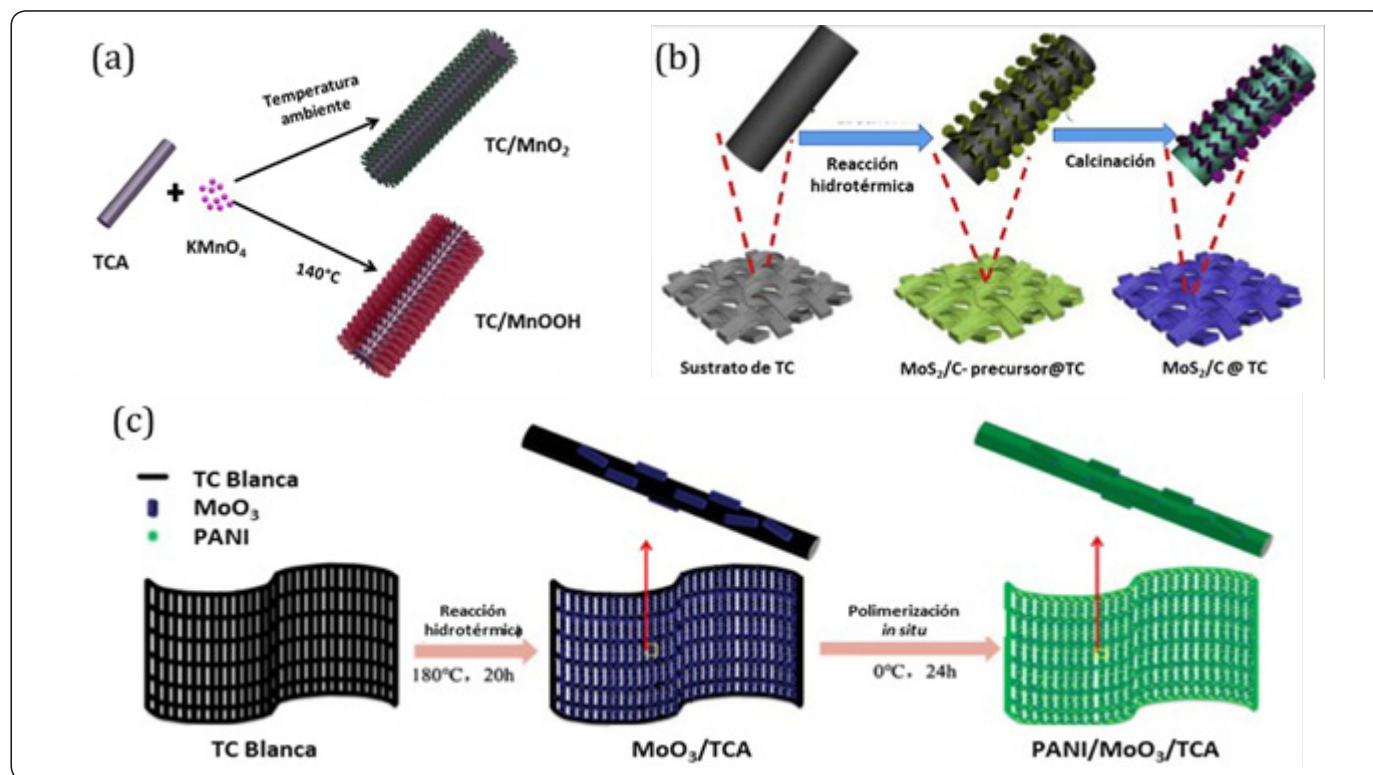 (a)
Temperatura
ambiente
TC/MnO₂
TCA
+
KMnO₄
140°C
TC/MnOOH
(b)
Reacción
hidrotérmica
Calcinación
Sustrato de TC
MoS₂/C- precursor@TC
MoS₂/C @ TC
(c)
TC Blanca
MoO₃
PANI
Reacción
hidrotérmica
180°C, 20h
Polimerización
in situ
0°C, 24h
TC Blanca
MoO₃/TCA
PANI/MoO₃/TCA